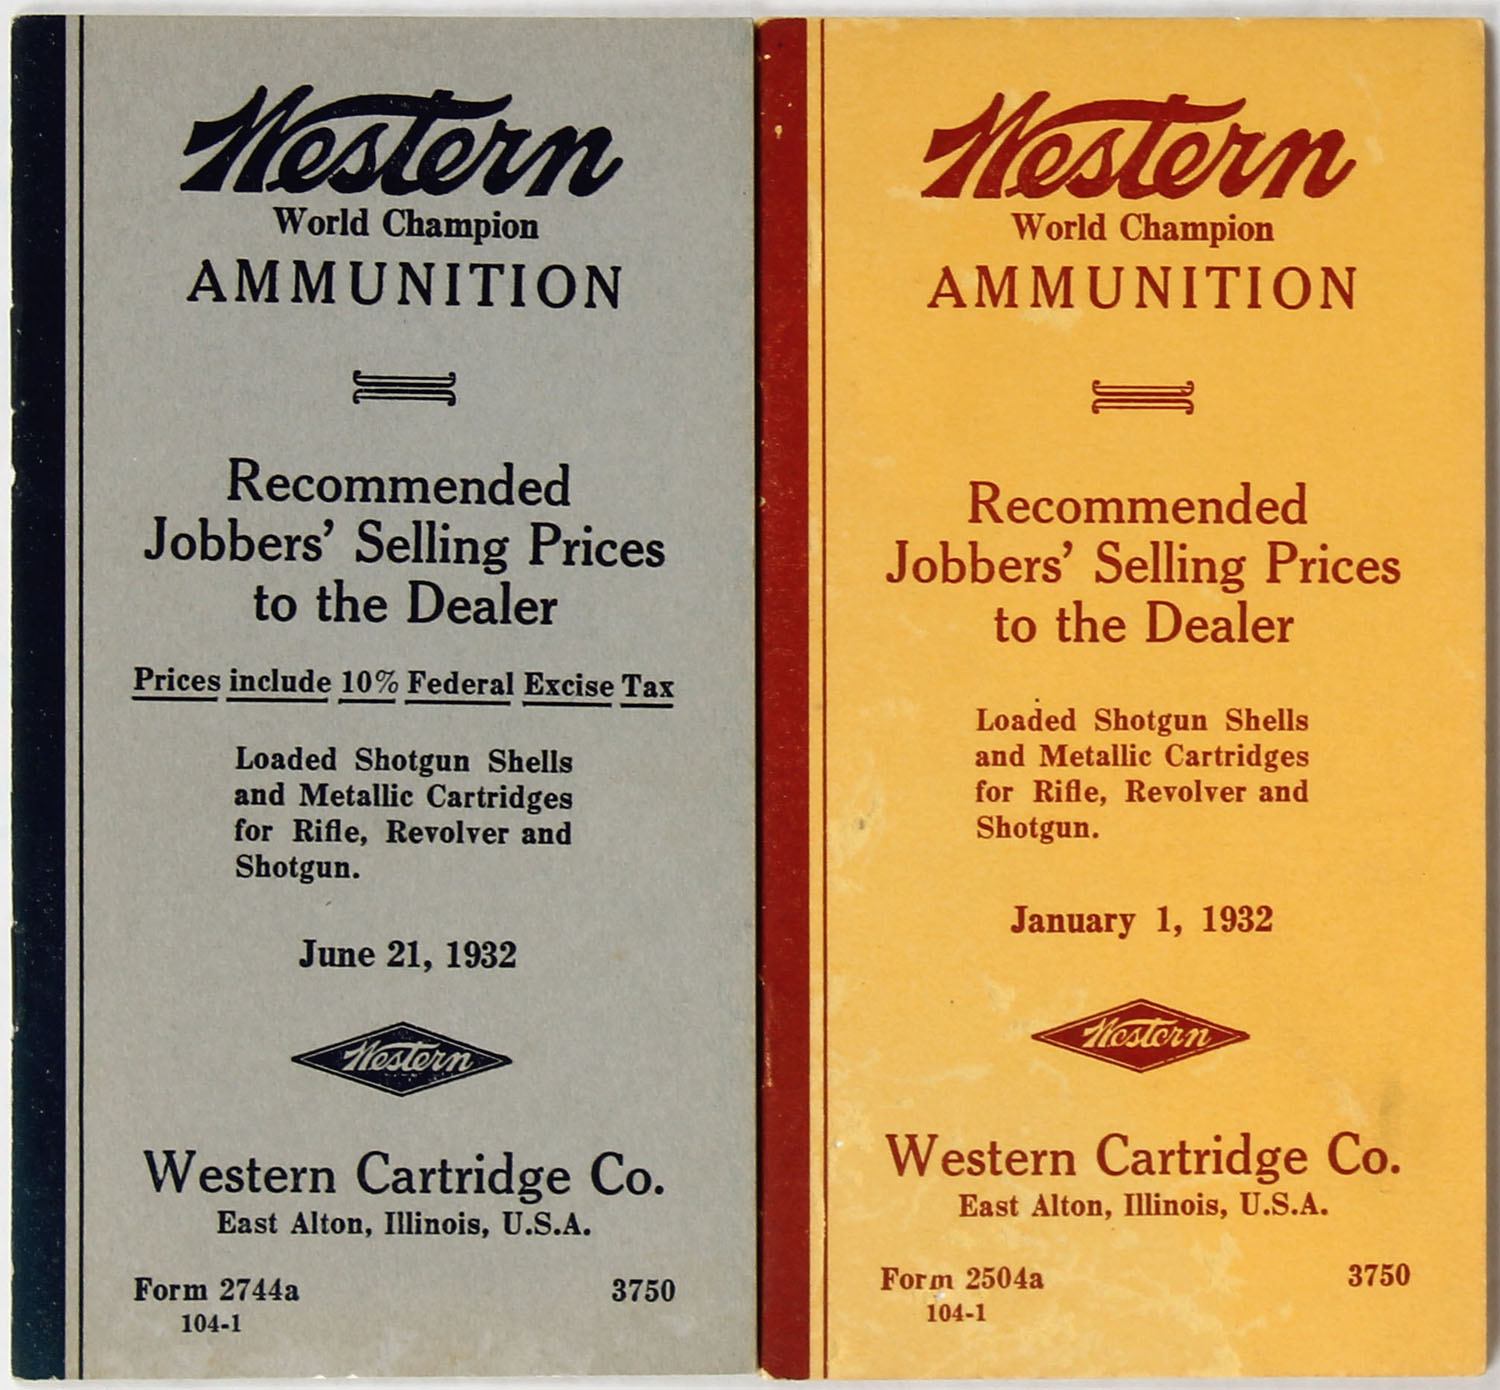 Western
World Champion
AMMUNITION
Recommended
Jobbers' Selling Prices
to the Dealer
Prices include 10% Federal Excise Tax
Loaded Shotgun Shells
and Metallic Cartridges
for Rifle, Revolver and
Shotgun.
June 21, 1932
Western
Western Cartridge Co.
East Alton, Illinois, U.S.A.
Form 2744a 3750
104-1
Western
World Champion
AMMUNITION
Recommended
Jobbers' Selling Prices
to the Dealer
Loaded Shotgun Shells
and Metallic Cartridges
for Rifle, Revolver and
Shotgun.
January 1, 1932
Western
Western Cartridge Co.
East Alton, Illinois, U.S.A.
Form 2504a 3750
104-1